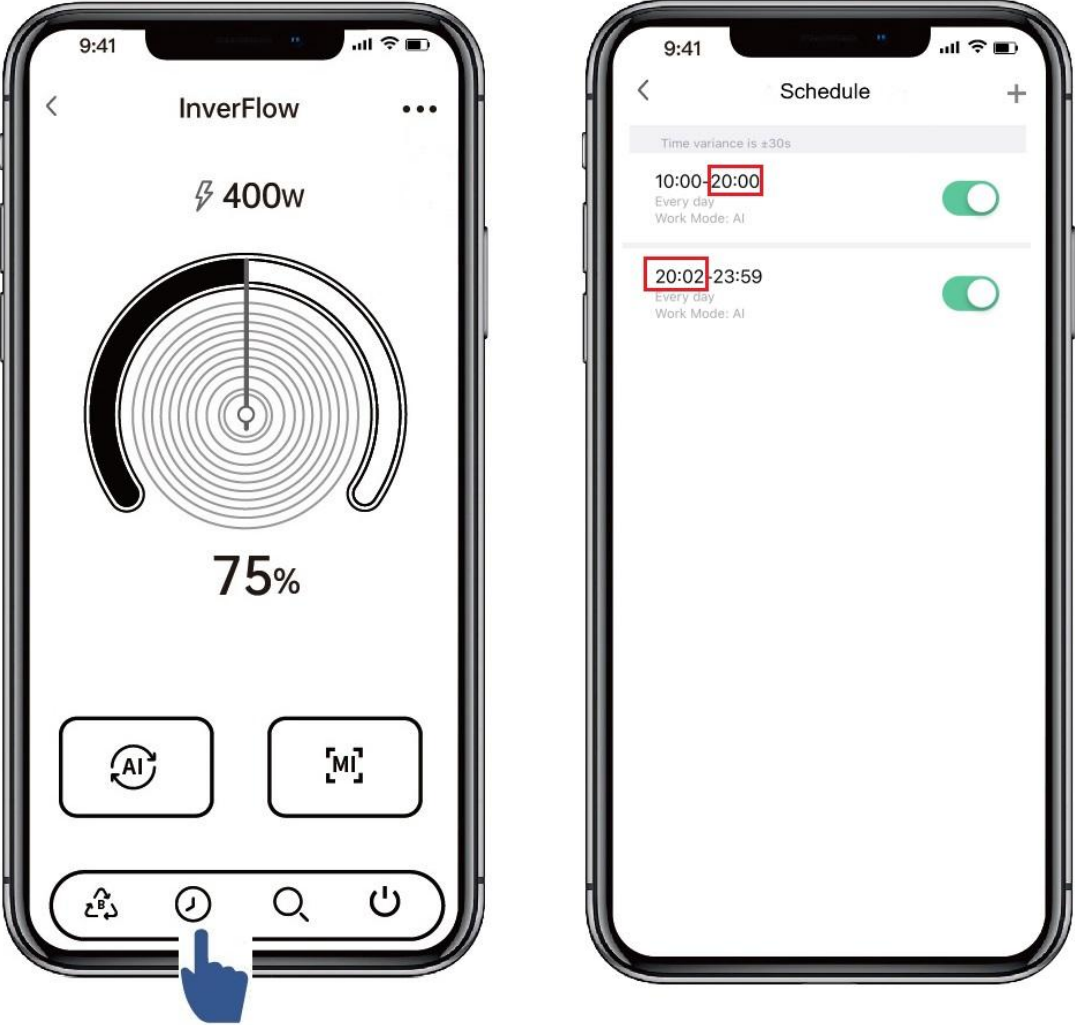 9:41
InverFlow
400W
75%
AI
MI
B
9:41
Schedule
Time variance is ±30s
10:00-20:00
Every day
Work Mode: AI
20:02-23:59
Every day
Work Mode: AI